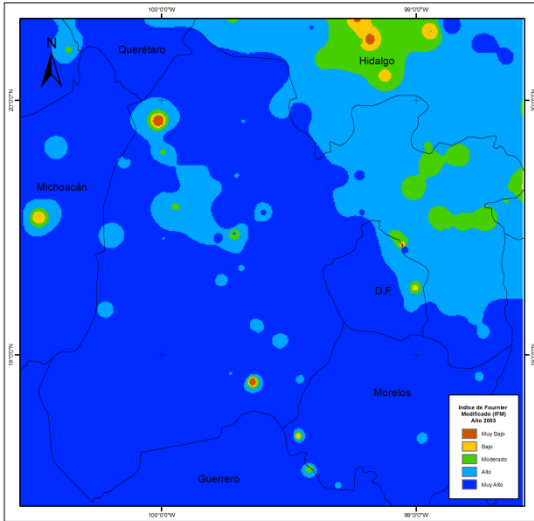 100°0'0"W
99°0'0"W
N
Querétaro
Hidalgo
20°0'0"N
20°0'0"N
Michoacán
D.F
19°0'0"N
19°0'0"N
Morelos
Indice de Fournier
Modificado (IFM)
Año 2003
Muy Bajo
Bajo
Moderado
Alto
Muy Alto
Guerrero
100°0'0"W
99°0'0"W